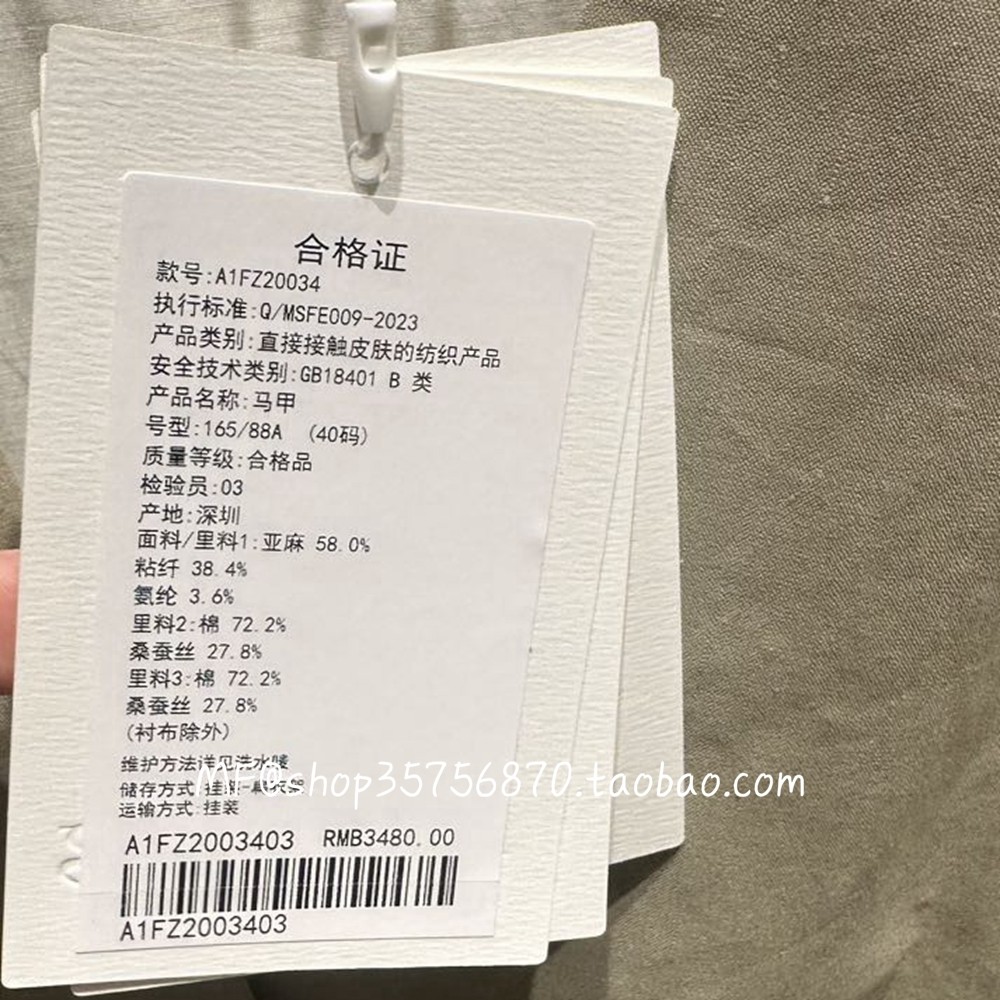 合格证
款号:A1FZ20034
执行标准:Q/MSFE009-2023
产品类别:直接接触皮肤的纺织产品
安全技术类别:GB18401 B 类
产品名称:马甲
号型:165/88A (40码)
质量等级:合格品
检验员:03
产地:深圳
面料/里料1:亚麻 58.0%
粘纤 38.4%
氨纶 3.6%
里料2:棉 72.2%
桑蚕丝 27.8%
里料3:棉 72.2%
桑蚕丝 27.8%
(衬布除外)
维护方法详见洗水唛
MF@shop35756870.taobao.com
储存方式:挂装
运输方式:挂装
A1FZ2003403 RMB3480.00
A1FZ2003403